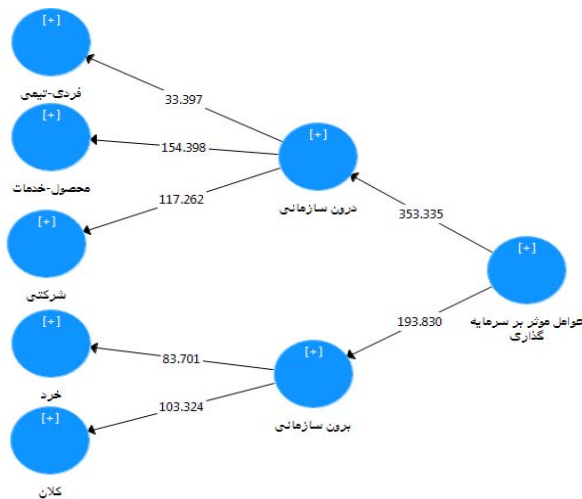 [+]
فردی-تیمی
33.397
[+]
محصول-خدمات
154.398
[+]
درون سازمانی
117.262
[+]
شرکتی
353.335
[+]
عوامل موثر بر سرمایه
گذاری
193.830
[+]
خرد
83.701
[+]
برون سازمانی
103.324
[+]
کلان